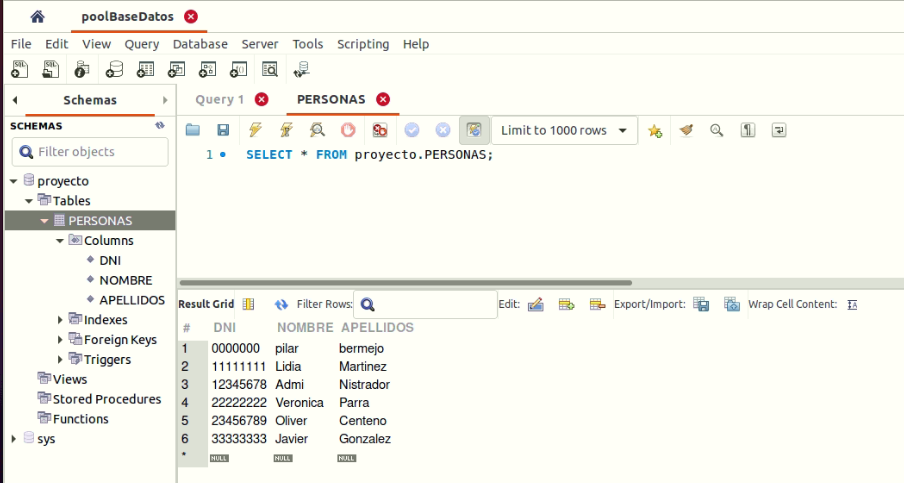 poolBaseDatos
File Edit View Query Database Server Tools Scripting Help
Schemas
Query 1 PERSONAS
SCHEMAS
Limit to 1000 rows
Filter objects
1 SELECT * FROM proyecto.PERSONAS;
proyecto
Tables
PERSONAS
Columns
DNI
NOMBRE
APELLIDOS
Indexes
Foreign Keys
Triggers
Views
Stored Procedures
Functions
sys
Result Grid Filter Rows: Edit: Export/Import: Wrap Cell Content:
# DNI NOMBRE APELLIDOS
1 0000000 pilar bermejo
2 11111111 Lidia Martinez
3 12345678 Admi Nistrador
4 22222222 Veronica Parra
5 23456789 Oliver Centeno
6 33333333 Javier Gonzalez
* NULL NULL NULL